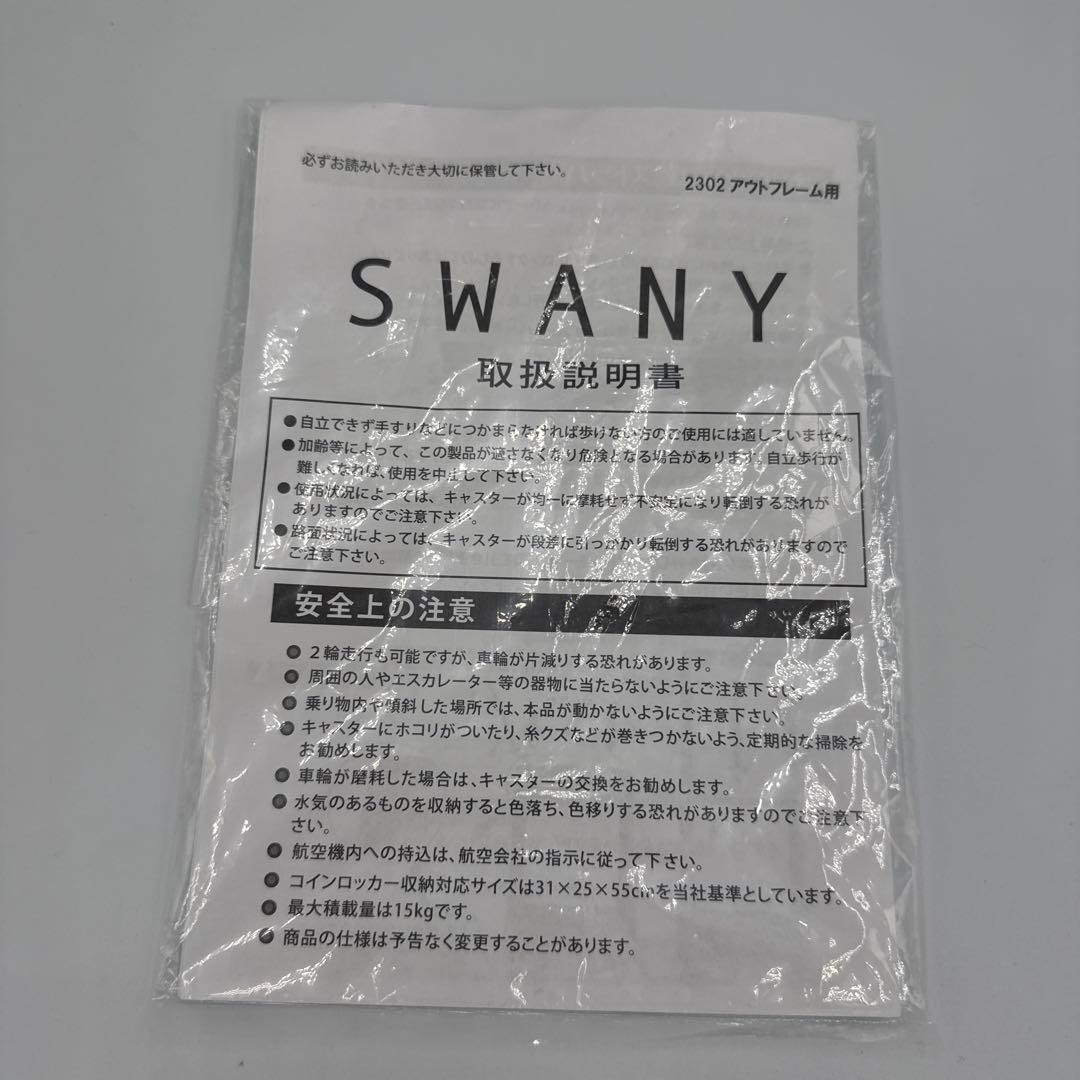 必ずお読みいただき大切に保管して下さい。
2302 アウトフレーム用
SWANY
取扱説明書
●自立できず手すりなどにつかまらなければ歩けない方のご使用には適していません。
●加齢等によって、この製品が適さなくなり危険となる場合があります。自立歩行が
難しくなれば、使用を中止して下さい。
●使用状況によっては、キャスターが均一に摩耗せず不安定になり転倒する恐れが
ありますのでご注意下さい。
●路面状況によっては、キャスターが段差に引っかかり転倒する恐れがありますので
ご注意下さい。
安全上の注意
●２輪走行も可能ですが、車輪が片減りする恐れがあります。
●周囲の人やエスカレーター等の器物に当たらないようにご注意下さい。
●乗り物内や傾斜した場所では、本品が動かないようにご注意下さい。
●キャスターにホコリがついたり、糸クズなどが巻きつかないよう、定期的な掃除を
お勧めします。
●車輪が磨耗した場合は、キャスターの交換をお勧めします。
●水気のあるものを収納すると色落ち、色移りする恐れがありますのでご注意下
さい。
●航空機内への持込は、航空会社の指示に従って下さい。
●コインロッカー収納対応サイズは31×25×55cmを当社基準としています。
●最大積載量は15kgです。
●商品の仕様は予告なく変更することがあります。